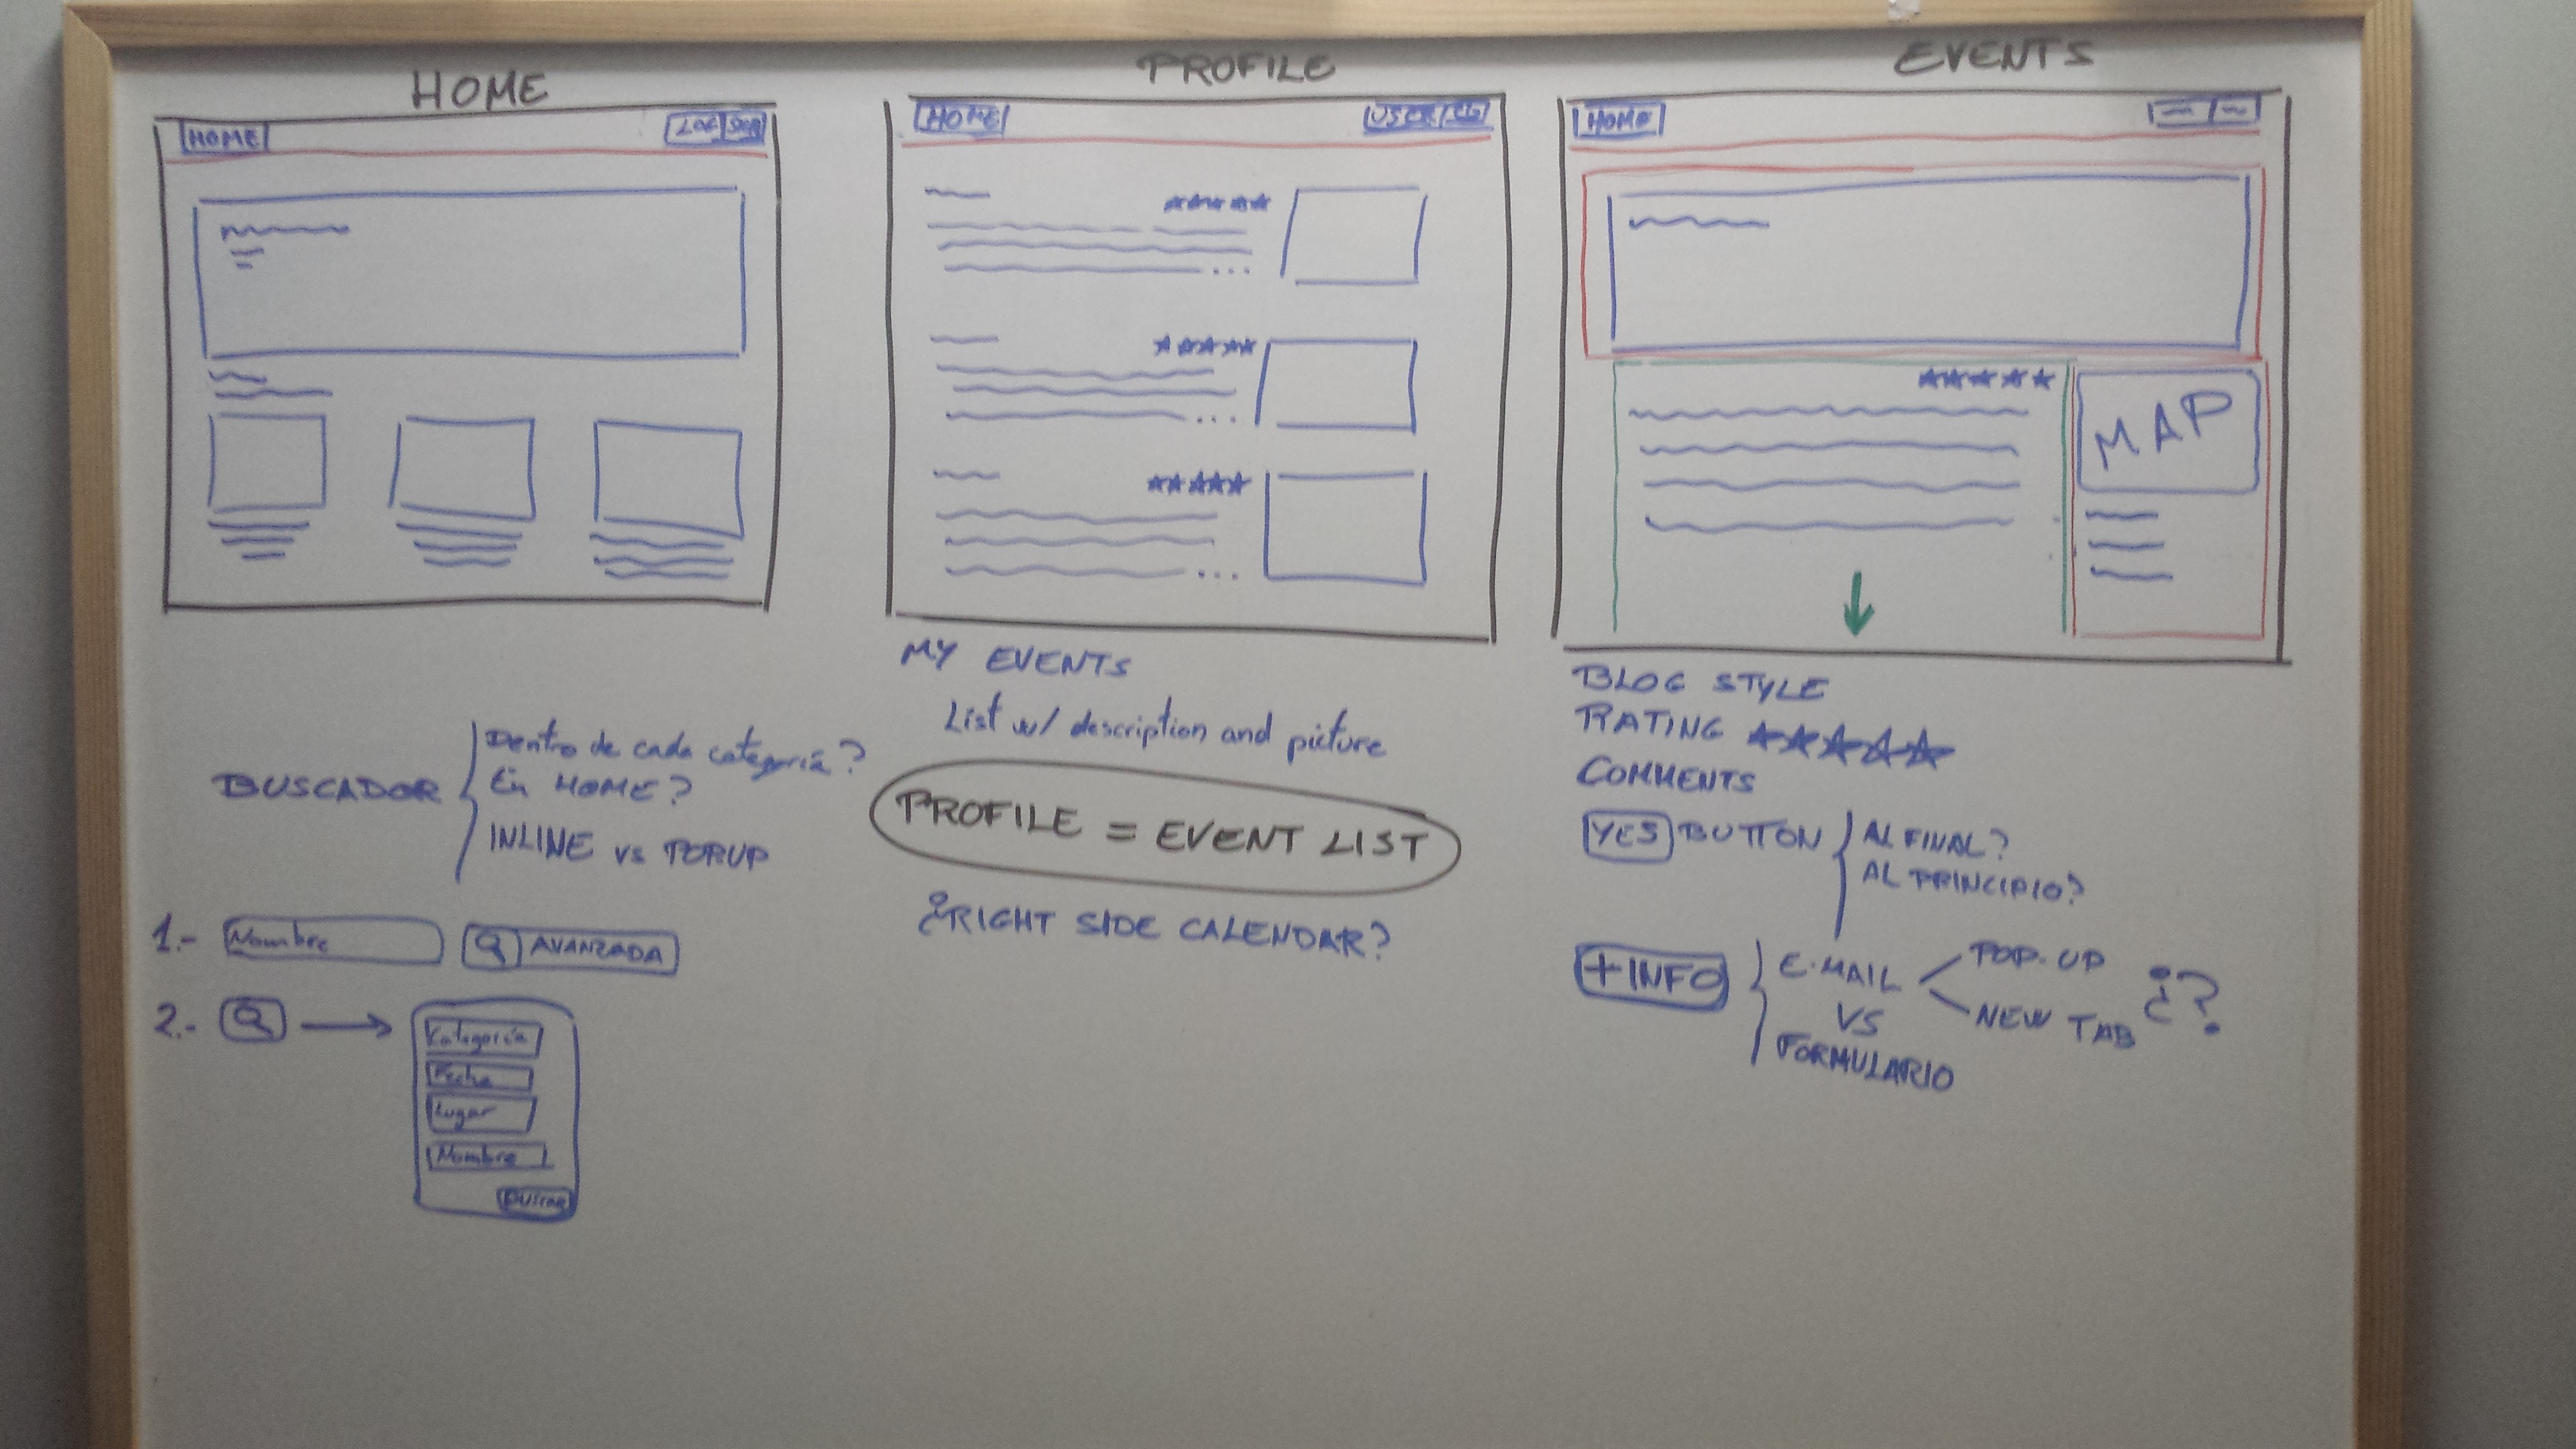 HOME
HOME
LOG
BUSCADOR
Dentro de cada categoría?
En HOME?
INLINE vs POPUP
1.- Nombre AVANZADA
2.-
Categoría
Fecha
Lugar
Nombre
Buscar
PROFILE
HOME
USER
MY EVENTS
List w/ description and picture
PROFILE = EVENT LIST
¿RIGHT SIDE CALENDAR?
EVENTS
HOME
MAP
BLOG STYLE
RATING
COMMENTS
YES BUTTON
AL FINAL?
AL PRINCIPIO?
+INFO
E-MAIL
VS
FORMULARIO
POP-UP
NEW TAB
¿?